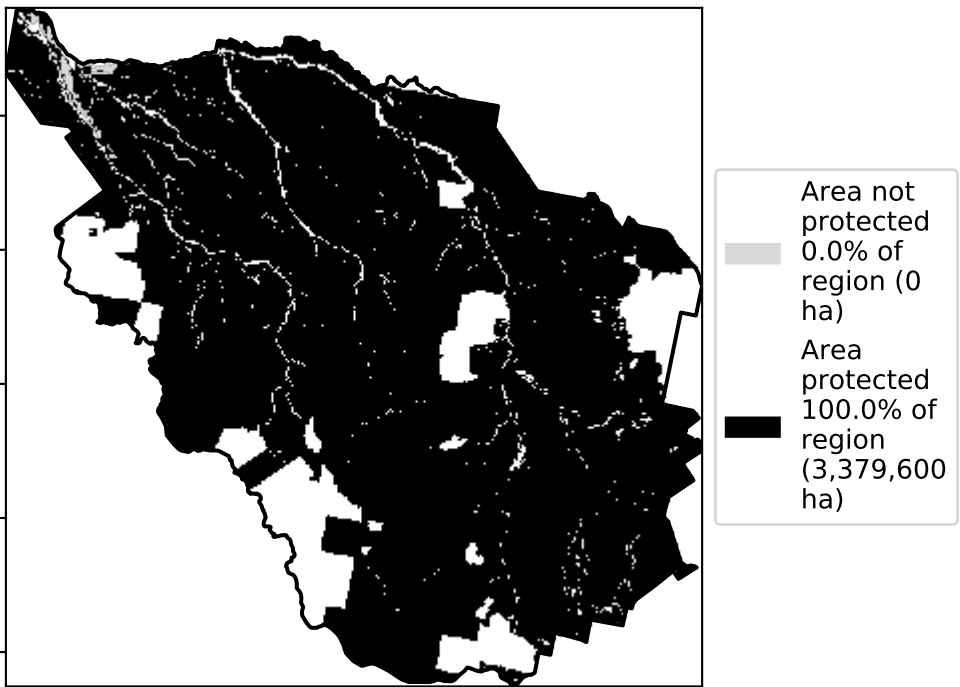 Area not
protected
0.0% of
region (0
ha)
Area
protected
100.0% of
region
(3,379,600
ha)